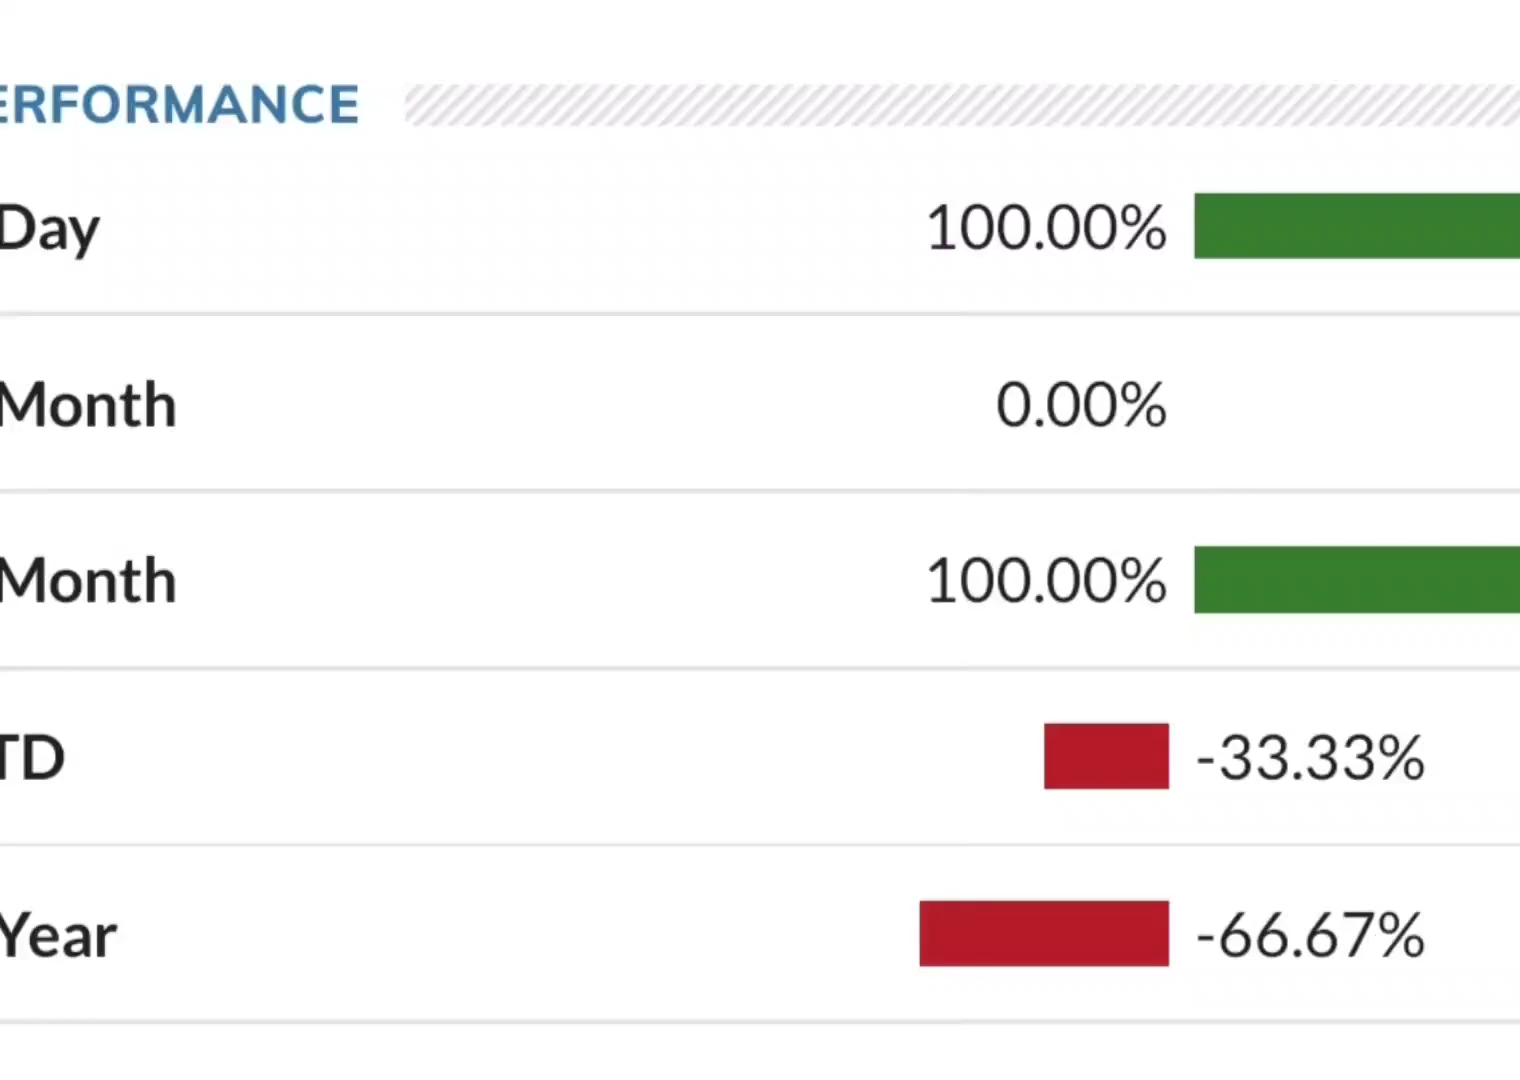 ERFORMANCE
Day 100.00%
Month 0.00%
Month 100.00%
TD -33.33%
Year -66.67%